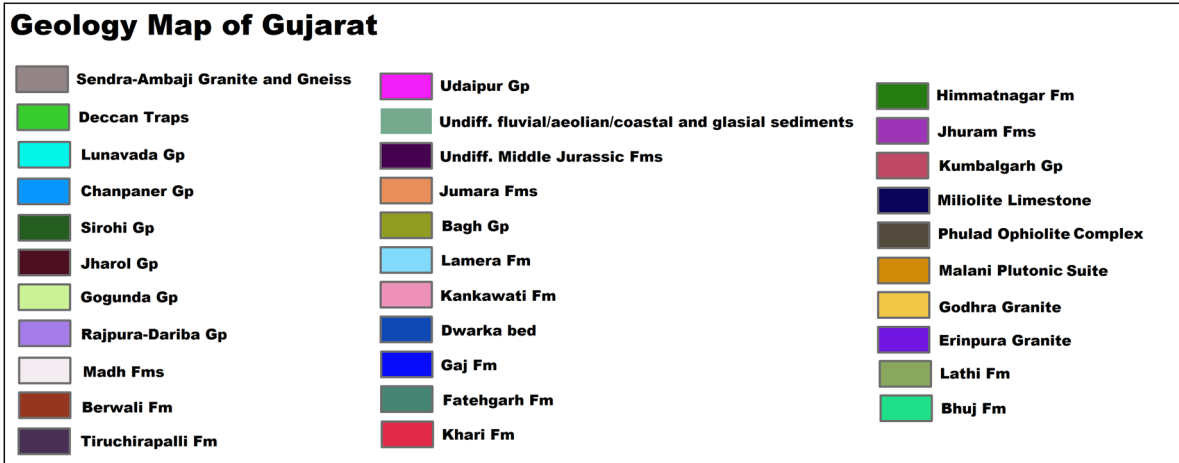 Geology Map of Gujarat
Sendra-Ambaji Granite and Gneiss
Deccan Traps
Lunavada Gp
Chanpaner Gp
Sirohi Gp
Jharol Gp
Gogunda Gp
Rajpura-Dariba Gp
Madh Fms
Berwali Fm
Tiruchirapalli Fm
Udaipur Gp
Undiff. fluvial/aeolian/coastal and glasial sediments
Undiff. Middle Jurassic Fms
Jumara Fms
Bagh Gp
Lamera Fm
Kankawati Fm
Dwarka bed
Gaj Fm
Fatehgarh Fm
Khari Fm
Himmatnagar Fm
Jhuram Fms
Kumbalgarh Gp
Miliolite Limestone
Phulad Ophiolite Complex
Malani Plutonic Suite
Godhra Granite
Erinpura Granite
Lathi Fm
Bhuj Fm